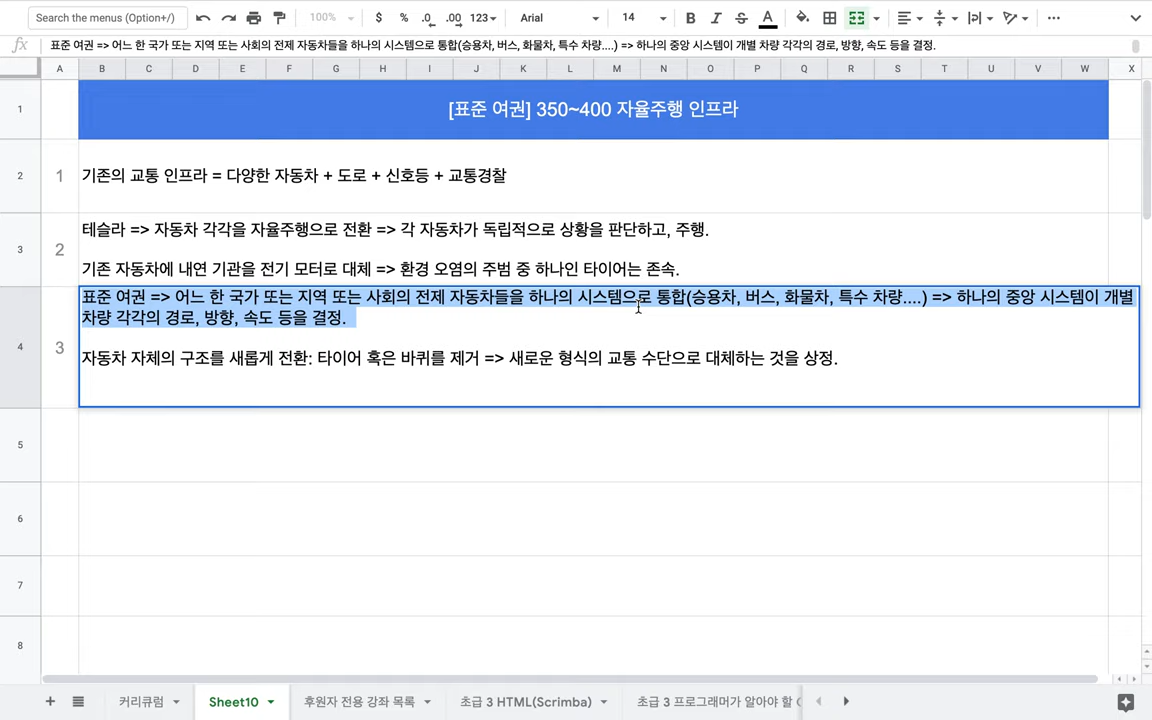 Search the menus (Option+/) 100% $ % .0 .00 123 Arial 14 B I S A
fx 표준 여권 => 어느 한 국가 또는 지역 또는 사회의 전제 자동차들을 하나의 시스템으로 통합(승용차, 버스, 화물차, 특수 차량....) => 하나의 중앙 시스템이 개별 차량 각각의 경로, 방향, 속도 등을 결정.
A B C D E F G H I J K L M N O P Q R S T U V W X
1 [표준 여권] 350~400 자율주행 인프라
2 1 기존의 교통 인프라 = 다양한 자동차 + 도로 + 신호등 + 교통경찰
3 2 테슬라 => 자동차 각각을 자율주행으로 전환 => 각 자동차가 독립적으로 상황을 판단하고, 주행.
기존 자동차에 내연 기관을 전기 모터로 대체 => 환경 오염의 주범 중 하나인 타이어는 존속.
4 3 표준 여권 => 어느 한 국가 또는 지역 또는 사회의 전제 자동차들을 하나의 시스템으로 통합(승용차, 버스, 화물차, 특수 차량....) => 하나의 중앙 시스템이 개별
차량 각각의 경로, 방향, 속도 등을 결정.
자동차 자체의 구조를 새롭게 전환: 타이어 혹은 바퀴를 제거 => 새로운 형식의 교통 수단으로 대체하는 것을 상정.
5
6
7
8
커리큐럼 Sheet10 후원자 전용 강좌 목록 초급 3 HTML(Scrimba) 초급 3 프로그래머가 알아야 할